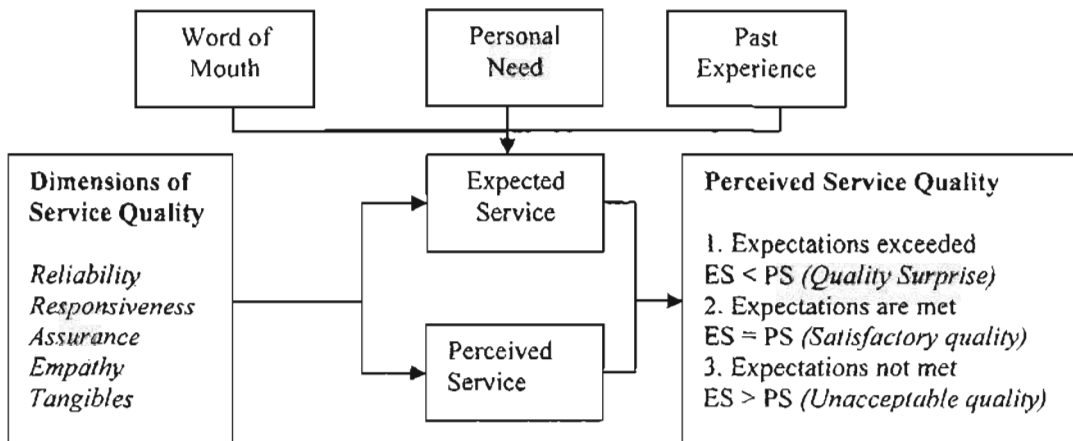 Word of
Mouth
Personal
Need
Past
Experience
Dimensions of
Service Quality
Reliability
Responsiveness
Assurance
Empathy
Tangibles
Expected
Service
Perceived
Service
Perceived Service Quality
1. Expectations exceeded
ES < PS (Quality Surprise)
2. Expectations are met
ES = PS (Satisfactory quality)
3. Expectations not met
ES > PS (Unacceptable quality)